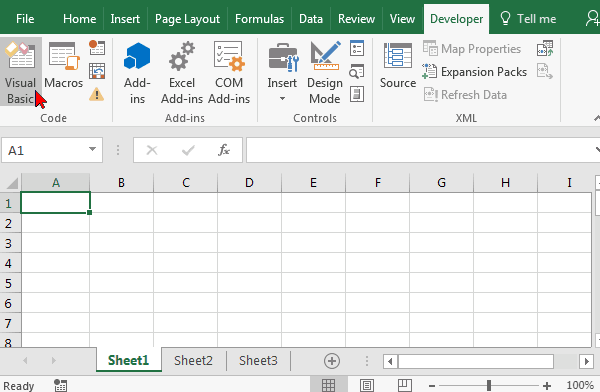 File Home Insert Page Layout Formulas Data Review View Developer Tell me
Visual Basic Macros Add-ins Excel Add-ins COM Add-ins Insert Design Mode Source Map Properties
Expansion Packs
Refresh Data
Code Add-ins Controls XML
A1 fx
A B C D E F G H I
1
2
3
4
5
6
7
8
Sheet1 Sheet2 Sheet3
Ready 100%